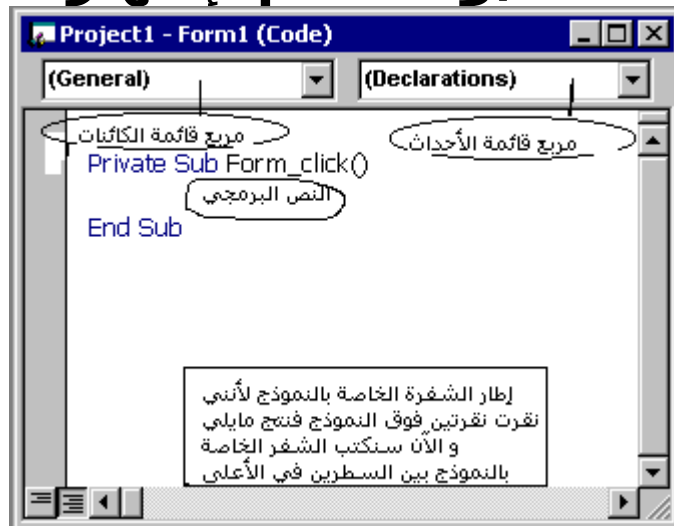 Project1 - Form1 (Code)
(General) (Declarations)
مربع قائمة الكائنات
مربع قائمة الأحداث
Private Sub Form_click()
النص البرمجي
End Sub
إطار الشفرة الخاصة بالنموذج لأنني
نقرت نقرتين فوق النموذج فنتج مايلي
و الآن سنكتب الشفر الخاصة
بالنموذج بين السطرين في الأعلى